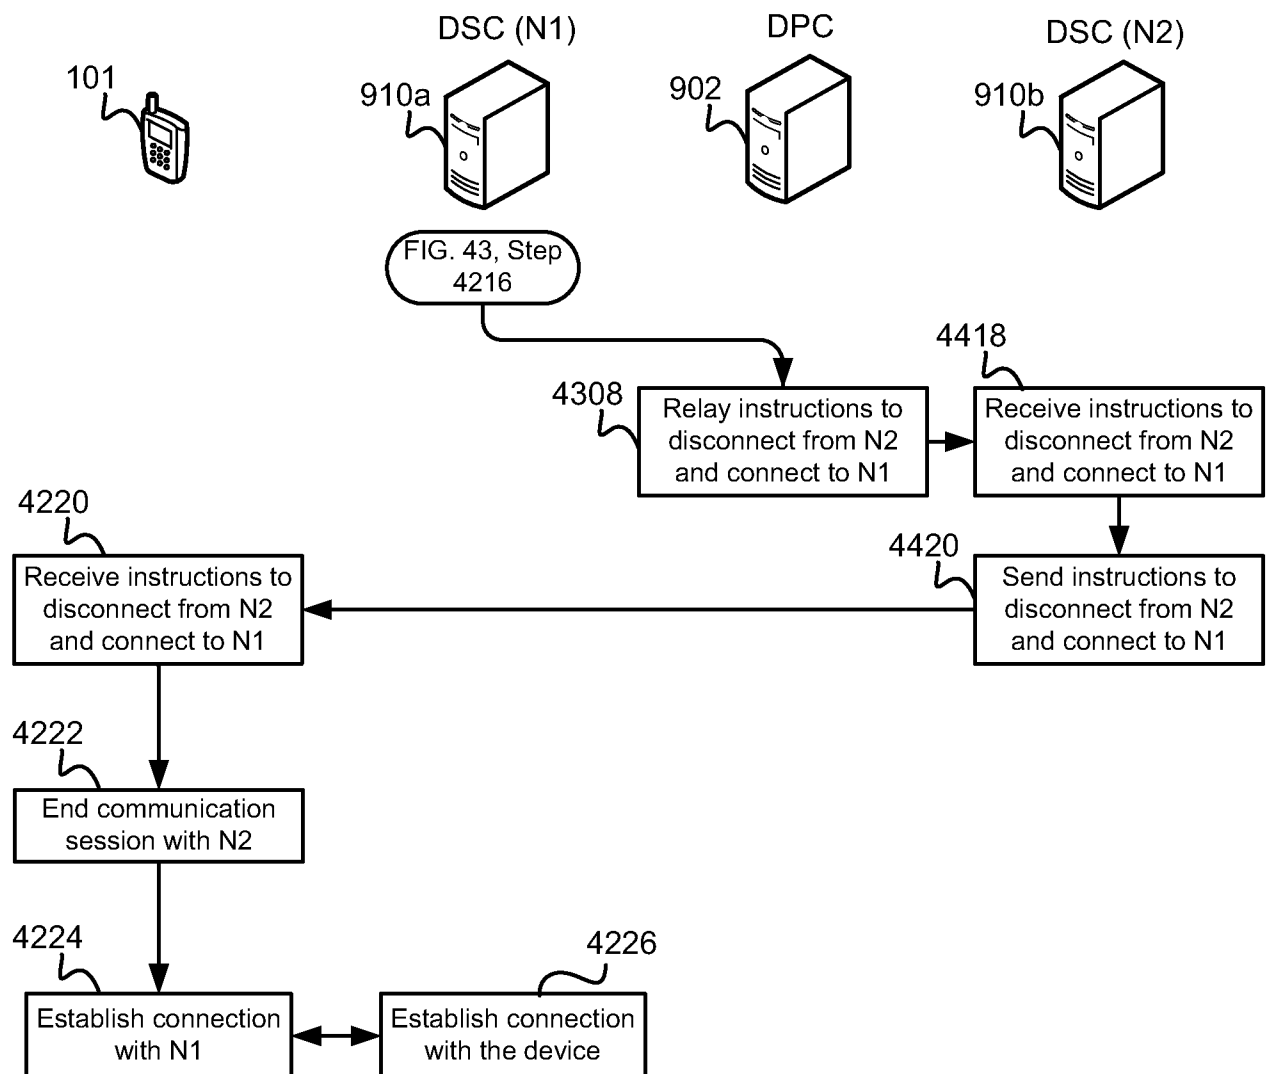 DSC (N1)
DPC
DSC (N2)
101
910a
902
910b
FIG. 43, Step
4216
4418
4308
Relay instructions to
disconnect from N2
and connect to N1
Receive instructions to
disconnect from N2
and connect to N1
4220
4420
Receive instructions to
disconnect from N2
and connect to N1
Send instructions to
disconnect from N2
and connect to N1
4222
End communication
session with N2
4224
4226
Establish connection
with N1
Establish connection
with the device